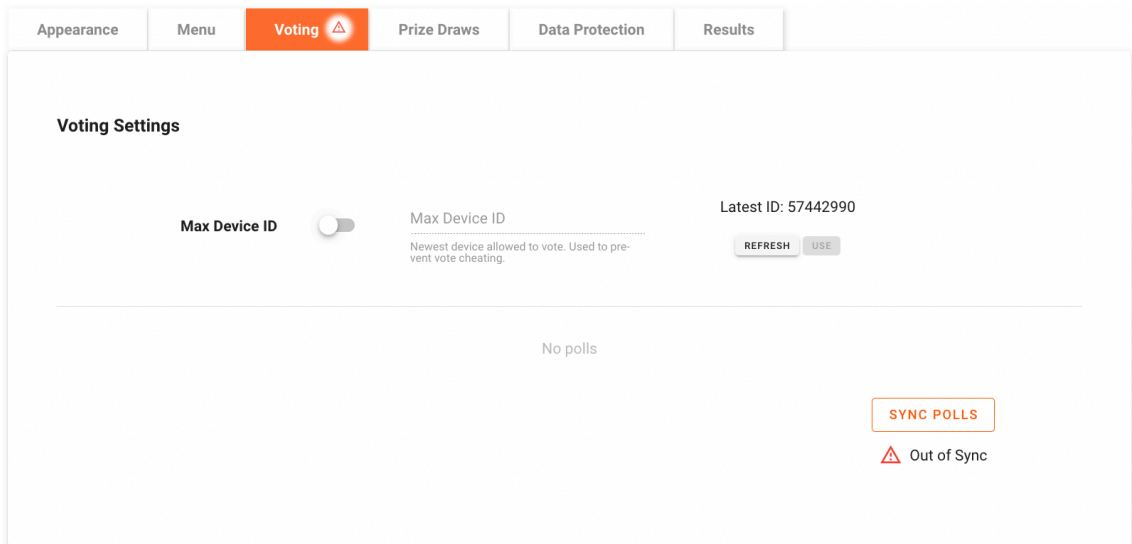 Appearance
Menu
Voting
Prize Draws
Data Protection
Results
Voting Settings
Max Device ID
Max Device ID
Newest device allowed to vote. Used to pre-
vent vote cheating.
Latest ID: 57442990
REFRESH
USE
No polls
SYNC POLLS
Out of Sync